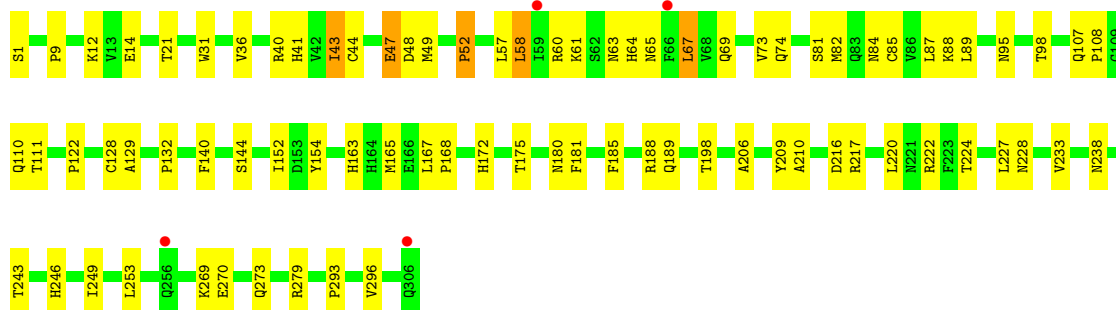 S1 P9 K12 V13 E14 T21 W31 V36 R40 H41 V42 I43 C44 E47 D48 M49 P52 L57 L58 I59 R60 K61 S62 N63 H64 N65 F66 L67 V68 Q69 V73 Q74 S81 M82 Q83 N84 C85 V86 L87 K88 L89 N95 T98 Q107 P108 G109
Q110 T111 P122 C128 A129 P132 F140 S144 I152 D153 Y154 H163 H164 M165 E166 L167 P168 H172 T175 N180 F181 F185 R188 Q189 T198 A206 Y209 A210 D216 R217 L220 N221 R222 F223 T224 L227 N228 V233 N238
T243 H246 I249 L253 Q256 K269 E270 Q273 R279 P293 V296 Q306